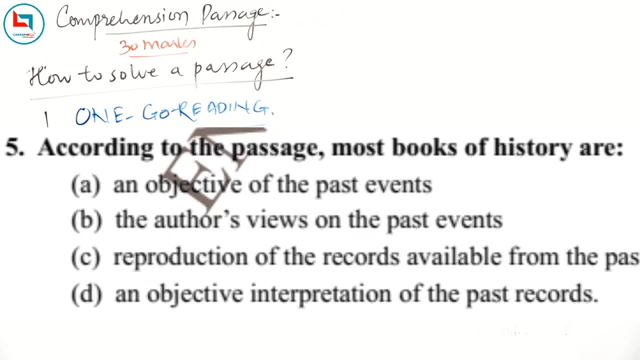 Comprehension Passage:-
30 marks
How to solve a passage?
1 ONE-GO-READING.
5. According to the passage, most books of history are:
(a) an objective of the past events
(b) the author's views on the past events
(c) reproduction of the records available from the pas
(d) an objective interpretation of the past records.